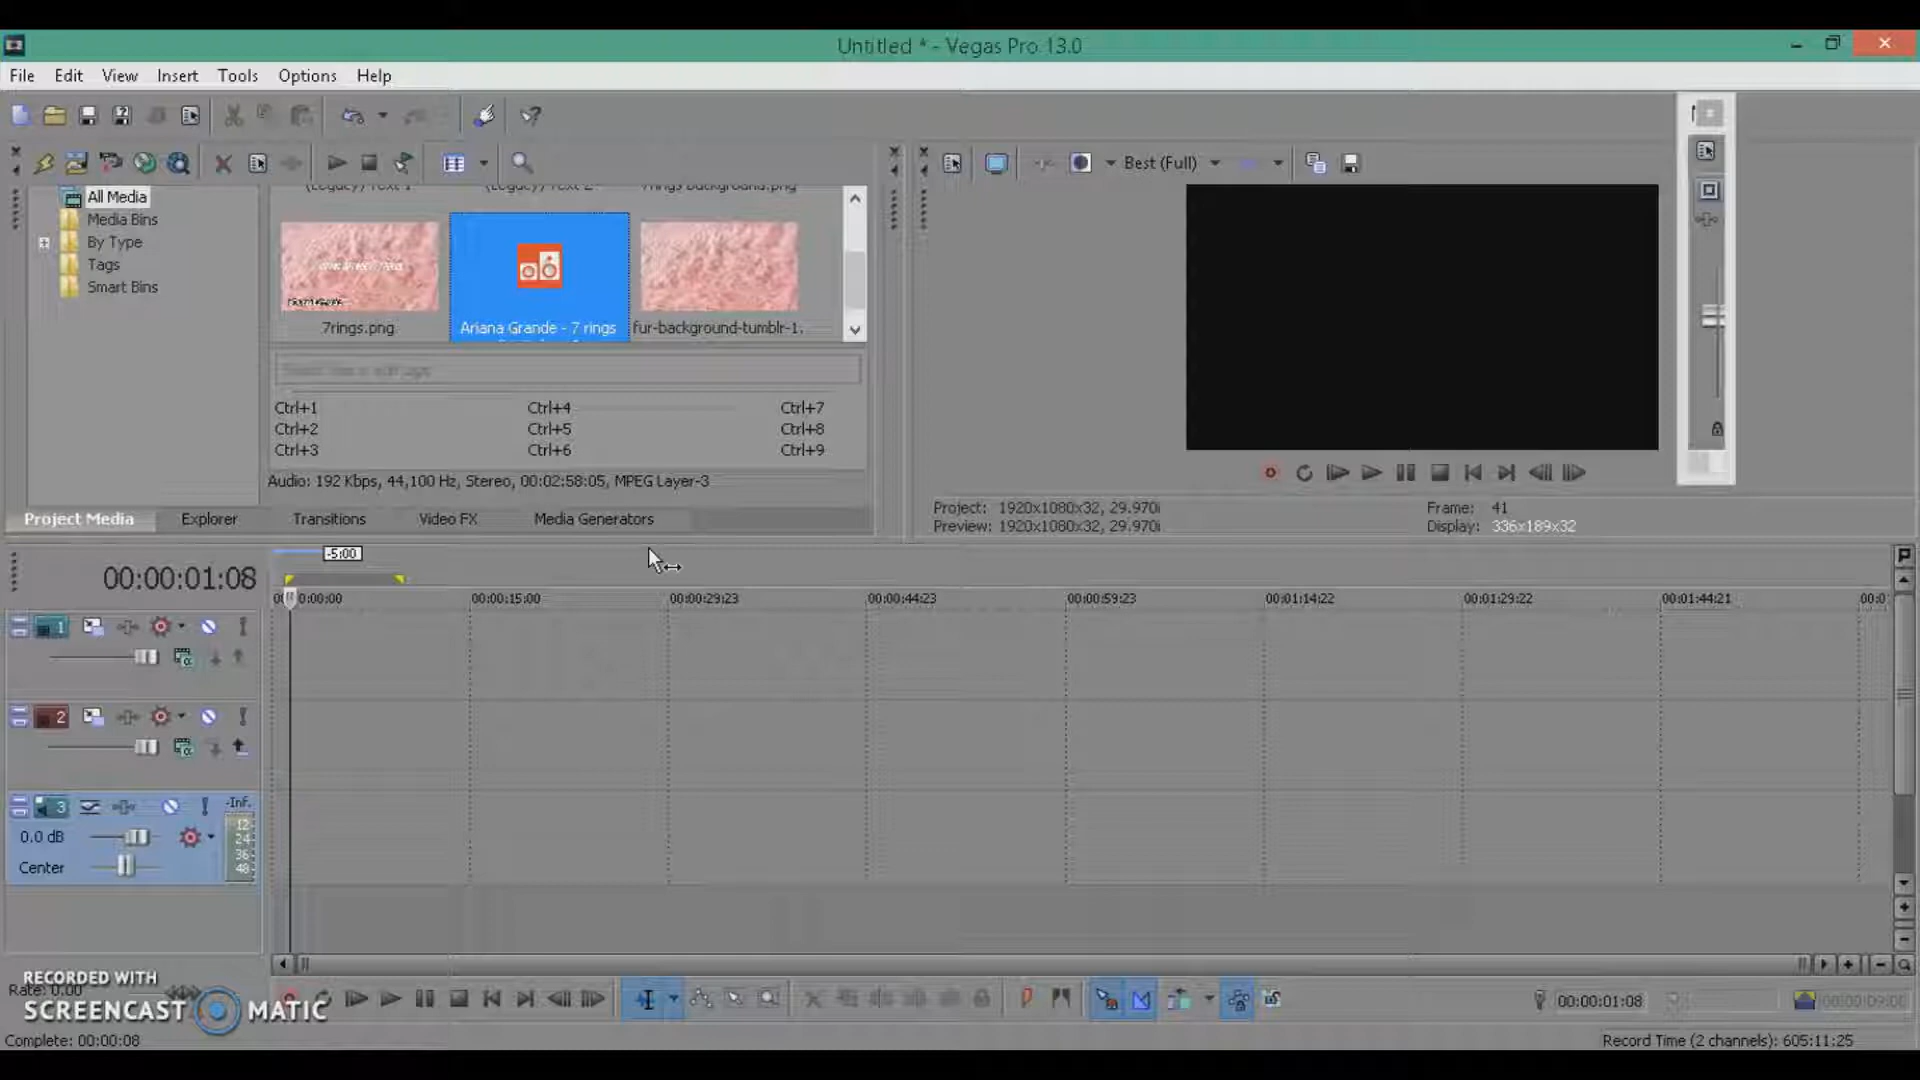 Untitled * - Vegas Pro 13.0
File Edit View Insert Tools Options Help
Best (Full)
All Media
Media Bins
By Type
Tags
Smart Bins
(Legacy) Text 1
(Legacy) Text 2
7rings background.png
7rings.png
Ariana Grande - 7 rings
fur-background-tumblr-1.
Ctrl+1 Ctrl+4 Ctrl+7
Ctrl+2 Ctrl+5 Ctrl+8
Ctrl+3 Ctrl+6 Ctrl+9
Audio: 192 Kbps, 44,100 Hz, Stereo, 00:02:58:05, MPEG Layer-3
Project: 1920x1080x32, 29.970i
Preview: 1920x1080x32, 29.970i
Frame: 41
Display: 336x189x32
Project Media Explorer Transitions Video FX Media Generators
-5:00
00:00:01:08
0:00:00 00:00:15:00 00:00:29:23 00:00:44:23 00:00:59:23 00:01:14:22 00:01:29:22 00:01:44:21 00:0
1
2
3
-Inf.
12
24
36
48
0.0 dB
Center
RECORDED WITH
SCREENCAST MATIC
Rate: 0.00
00:00:01:08
00:00:09:00
Complete: 00:00:08
Record Time (2 channels): 605:11:25